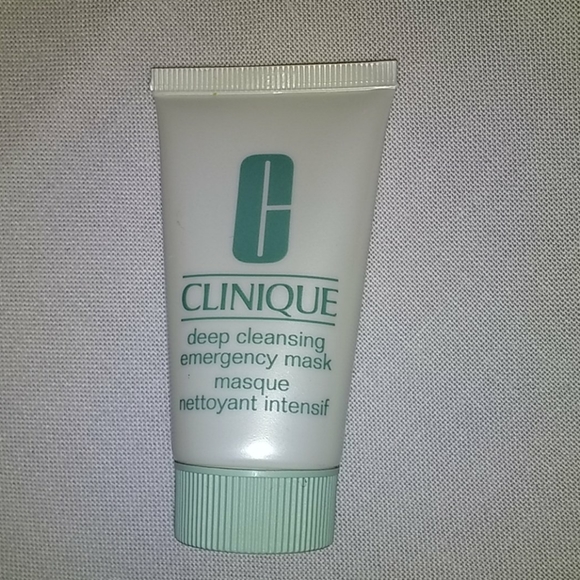 C
CLINIQUE
deep cleansing
emergency mask
masque
nettoyant intensif